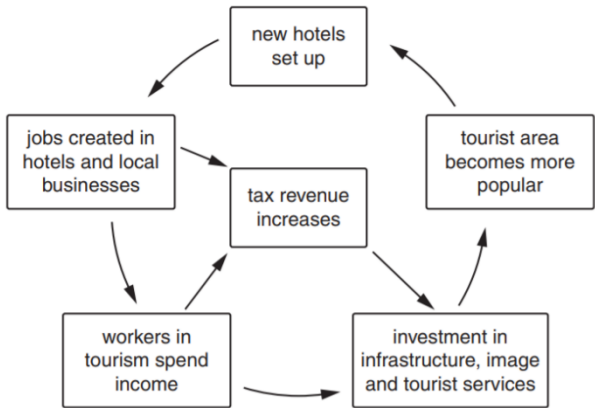 new hotels
set up
jobs created in
hotels and local
businesses
tourist area
becomes more
popular
tax revenue
increases
workers in
tourism spend
income
investment in
infrastructure, image
and tourist services